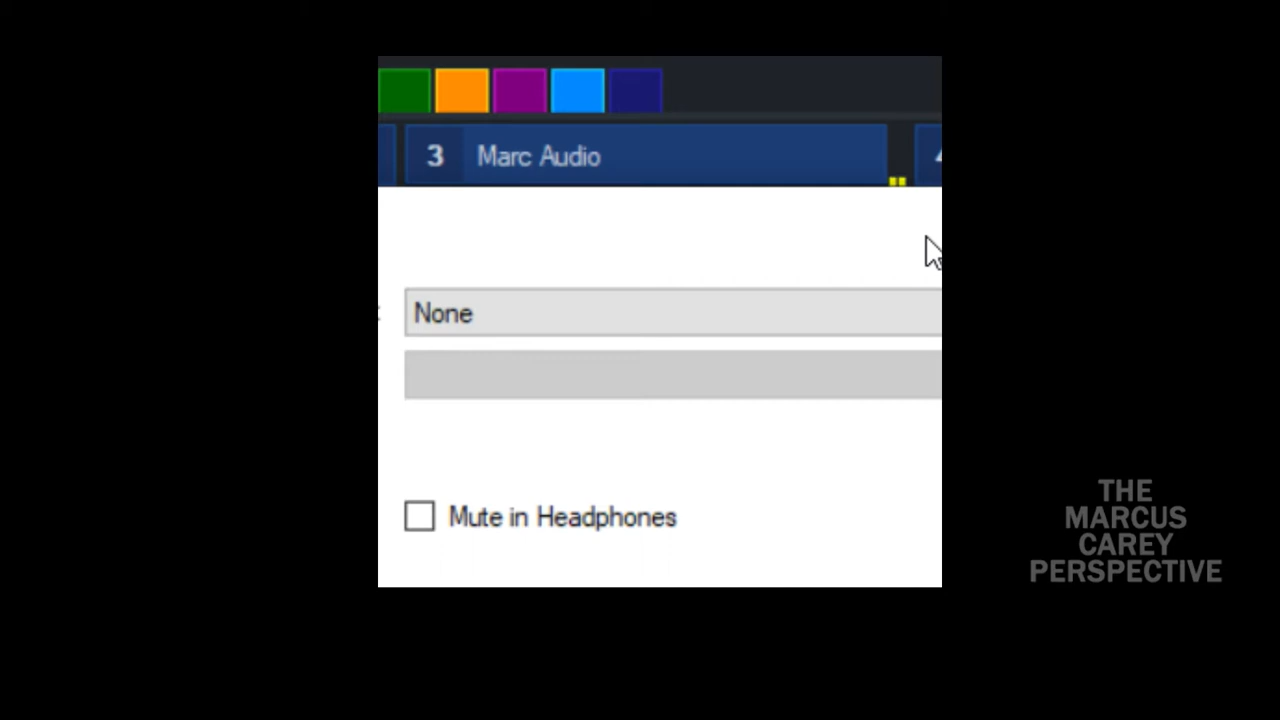 3 Marc Audio
None
Mute in Headphones
THE
MARCUS
CAREY
PERSPECTIVE